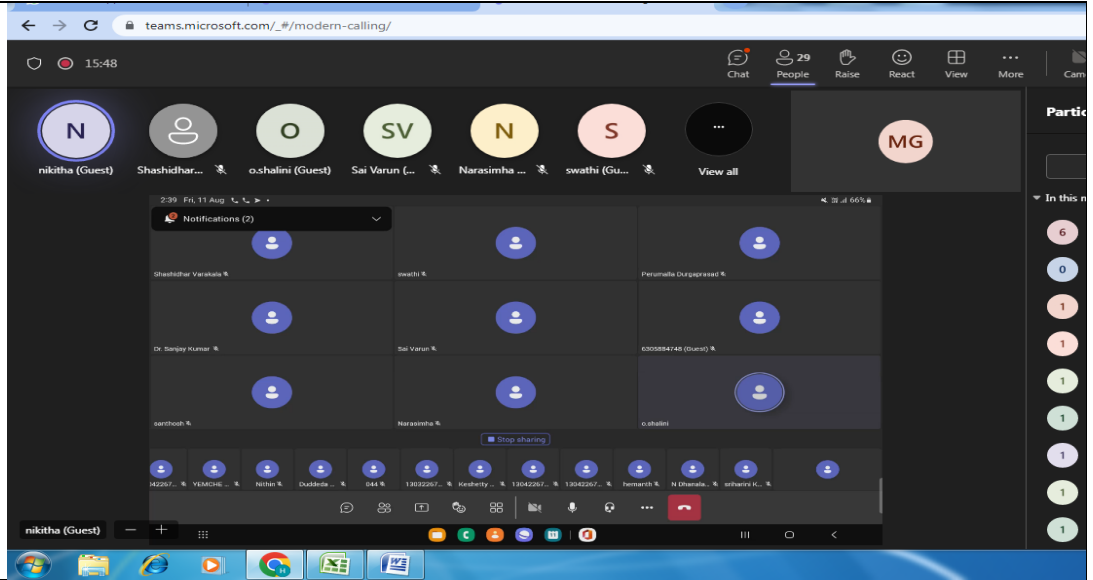 teams.microsoft.com/_#/modern-calling/
15:48
29
Chat People Raise React View More Cam
N O SV N S ... MG
nikitha (Guest) Shashidhar... o.shalini (Guest) Sai Varun (... Narasimha ... swathi (Gu... View all
Partic
In this m
2:39 Fri, 11 Aug
66%
Notifications (2)
Shashidhar Varakala swathi Perumalla Durgaprasad
Dr. Sanjay Kumar Sai Varun 6305884748 (Guest)
santhosh Narasimha o.shalini
Stop sharing
YEMCHE ... Nithin Duddeda ... 044 13032267... Keshetty ... 13042267... 13042267... hemanth N Dhanala... sriharini K...
nikitha (Guest)
6
0
1
1
1
1
1
1
1